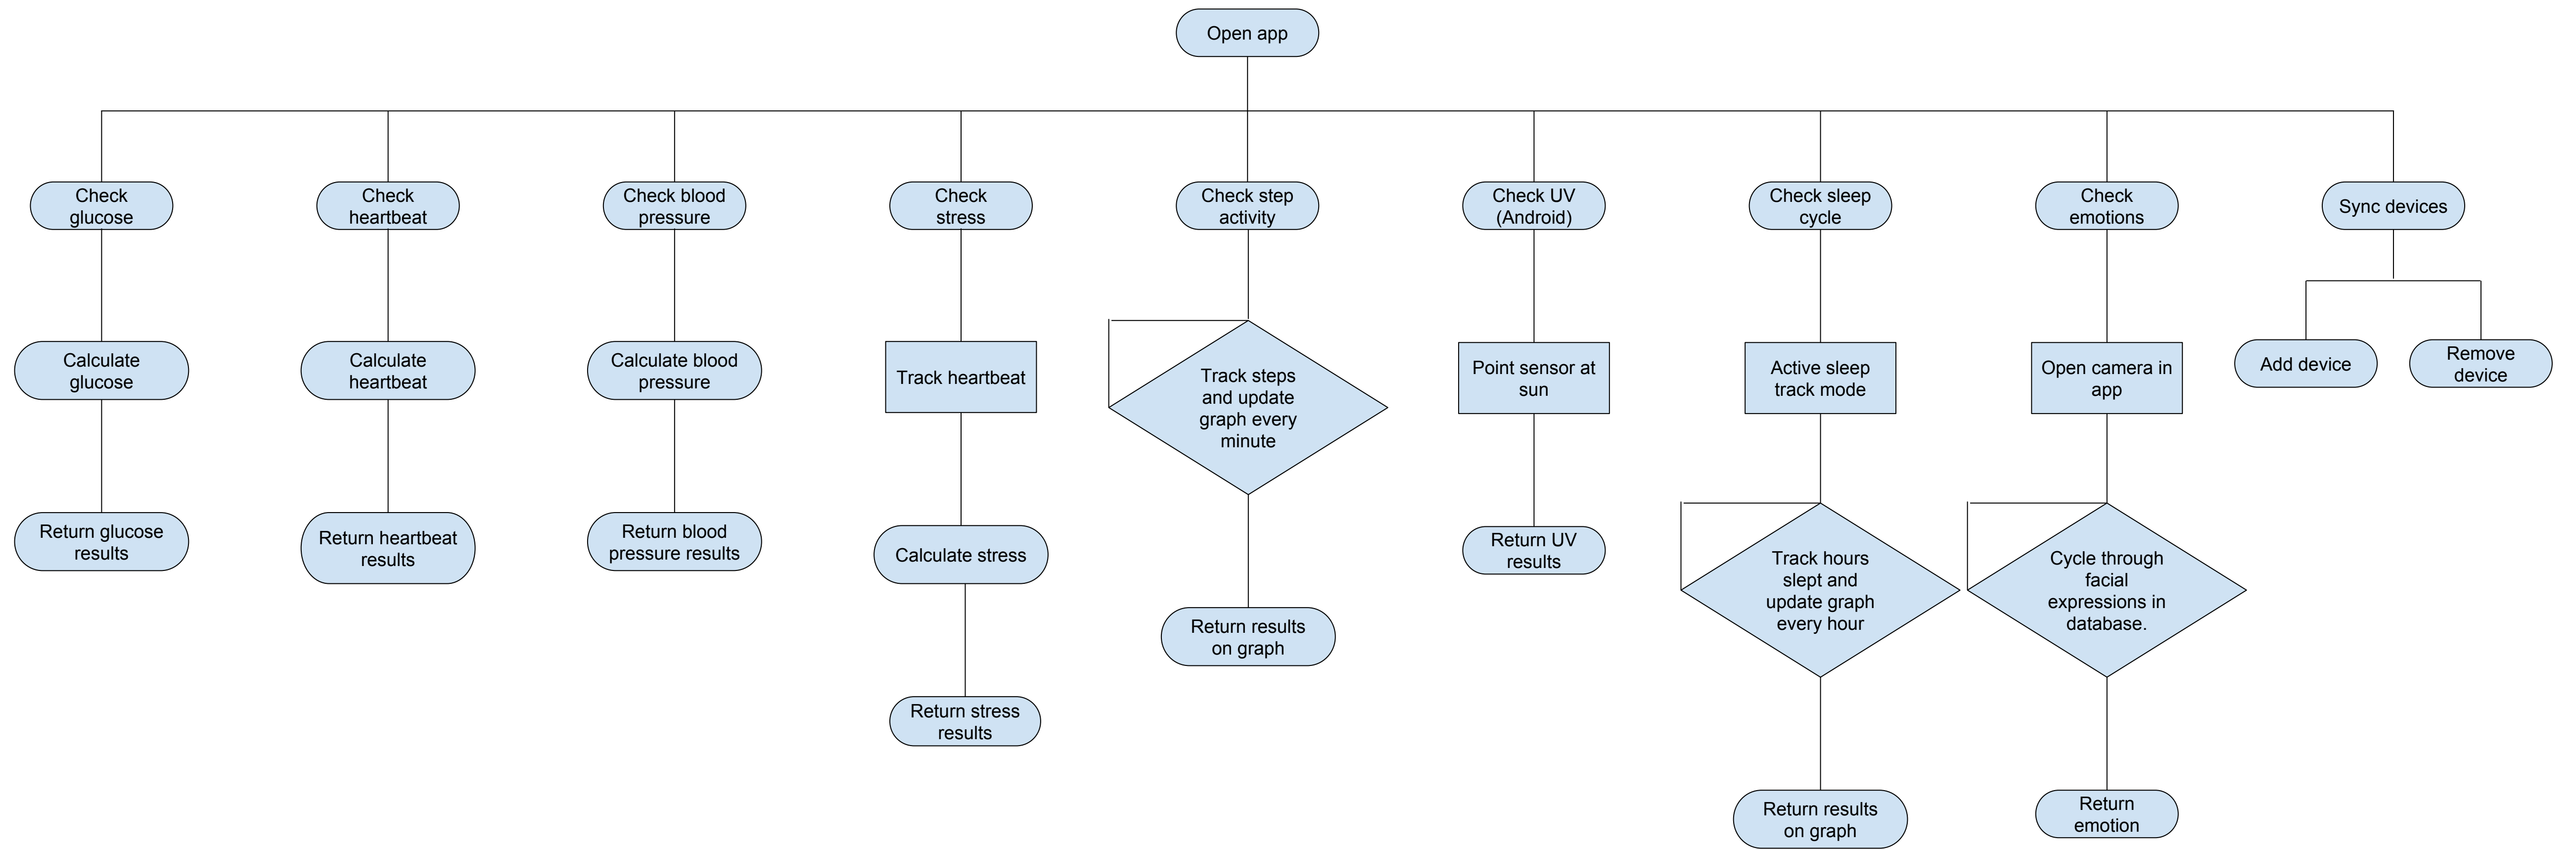 Open app
Check
glucose
Check
heartbeat
Check blood
pressure
Check
stress
Check step
activity
Check UV
(Android)
Check sleep
cycle
Check
emotions
Sync devices
Calculate
glucose
Calculate
heartbeat
Calculate blood
pressure
Track heartbeat
Track steps
and update
graph every
minute
Point sensor at
sun
Active sleep
track mode
Open camera in
app
Add device
Remove
device
Return glucose
results
Return heartbeat
results
Return blood
pressure results
Calculate stress
Return results
on graph
Return UV
results
Track hours
slept and
update graph
every hour
Cycle through
facial
expressions in
database.
Return stress
results
Return results
on graph
Return
emotion